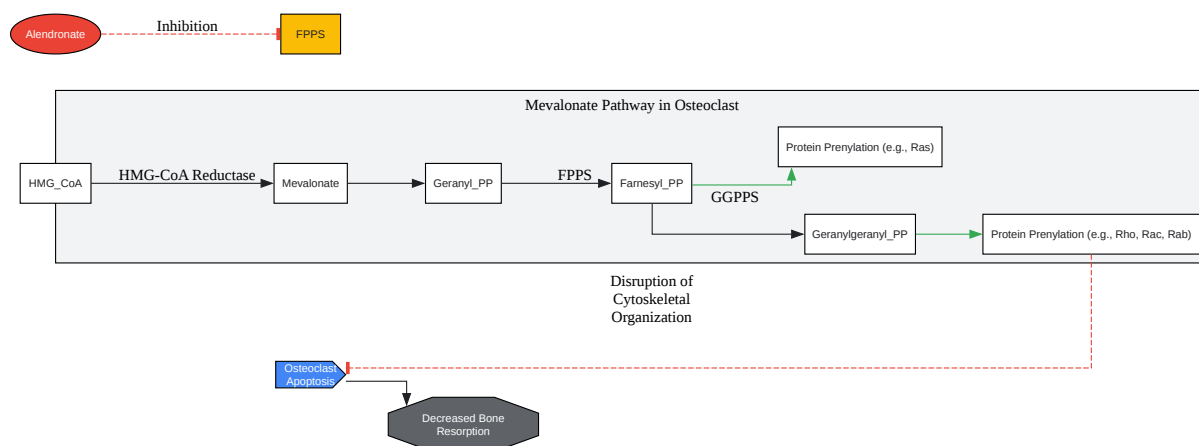 Inhibition
Alendronate
FPPS
Mevalonate Pathway in Osteoclast
Protein Prenylation (e.g., Ras)
HMG_CoA
HMG-CoA Reductase
Mevalonate
Geranyl_PP
FPPS
Farnesyl_PP
GGPPS
Geranylgeranyl_PP
Protein Prenylation (e.g., Rho, Rac, Rab)
Disruption of
Cytoskeletal
Organization
Osteoclast
Apoptosis
Decreased Bone
Resorption